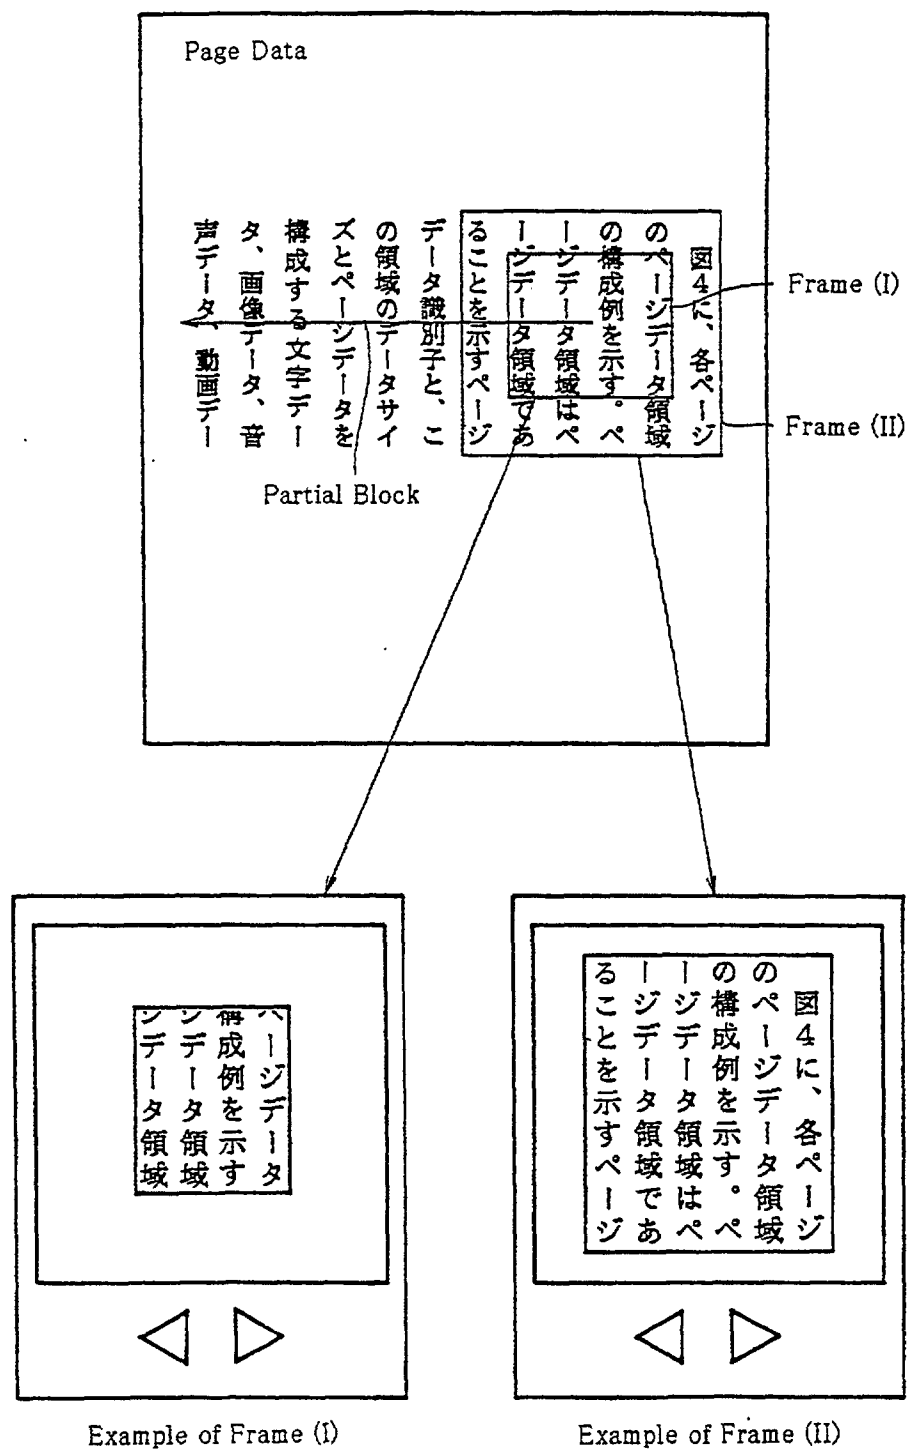 Page Data
図4に、各ページ
のページデータ領域
の構成例を示す。ペ
ージデータ領域はペ
ージデータ領域であ
ることを示すページ
データ識別子と、こ
の領域のデータサイ
ズとページデータを
構成する文字デー
タ、画像データ、音
声データ、動画デー
Frame (I)
Frame (II)
Partial Block
ページデータ
構成例を示す
ジデータ領域
ジデータ領域
図4に、各ページ
のページデータ領域
の構成例を示す。ペ
ージデータ領域はペ
ージデータ領域であ
ることを示すページ
Example of Frame (I)
Example of Frame (II)